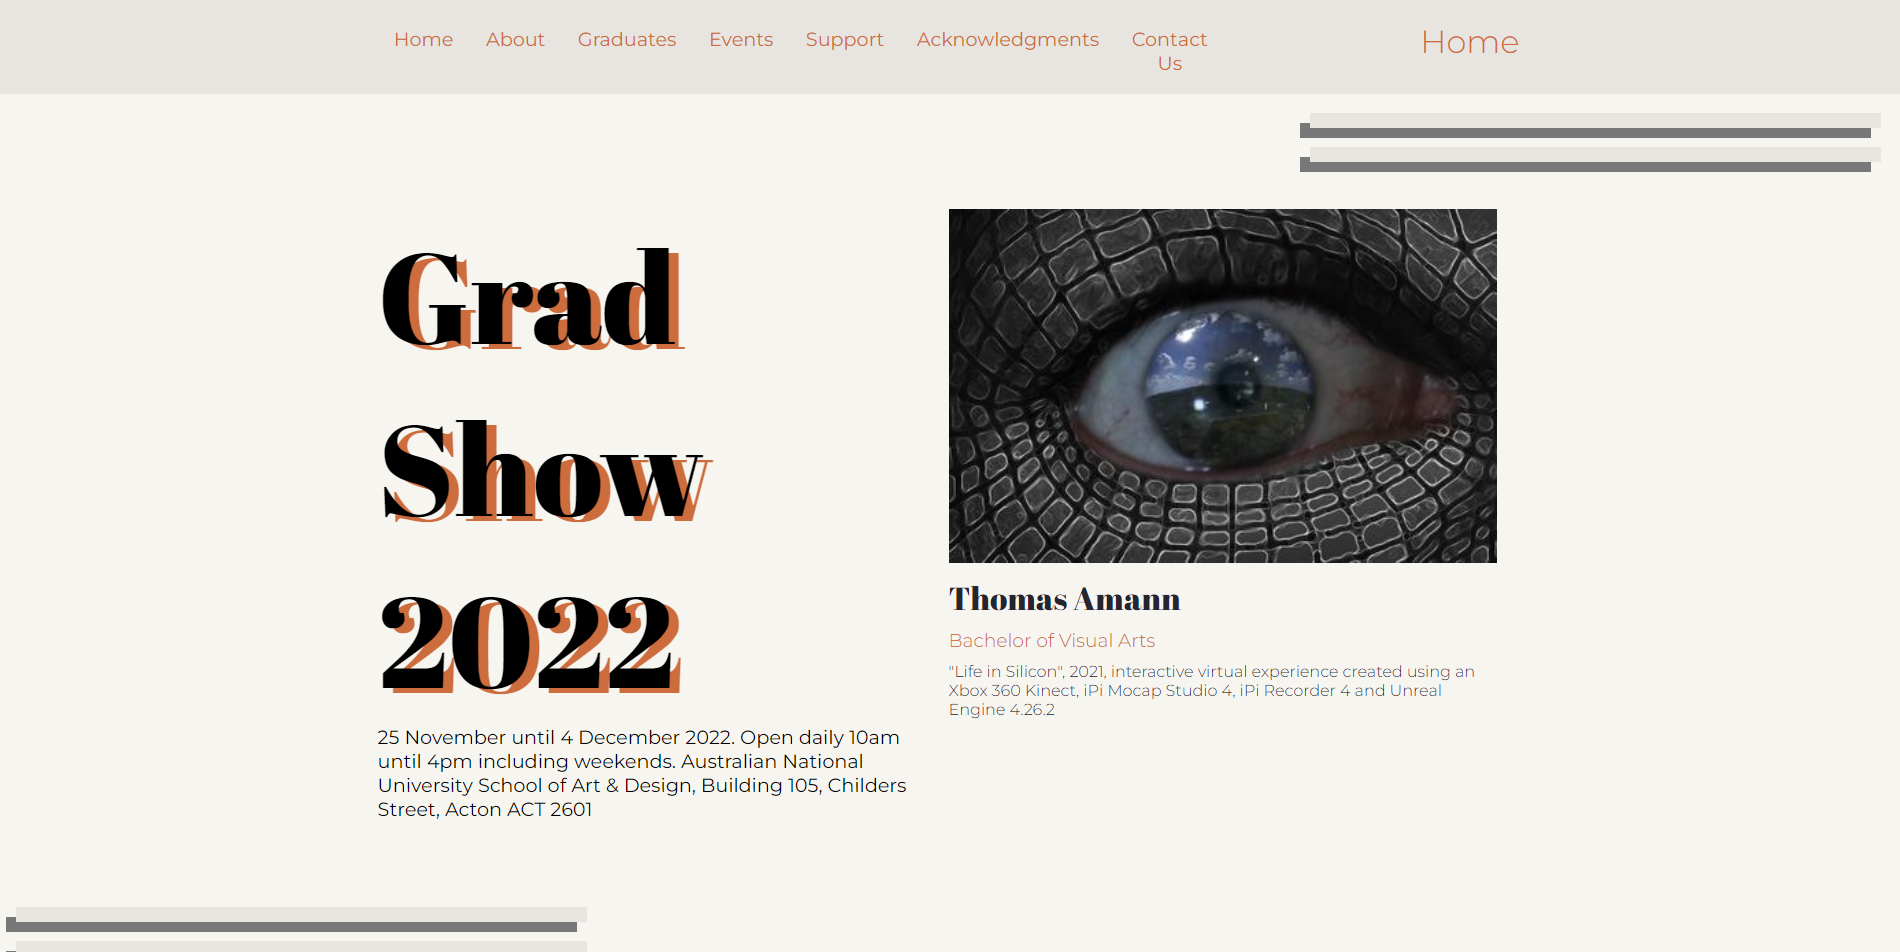 Home About Graduates Events Support Acknowledgments Contact
Us
Home
Grad
Show
2022
25 November until 4 December 2022. Open daily 10am
until 4pm including weekends. Australian National
University School of Art & Design, Building 105, Childers
Street, Acton ACT 2601
Thomas Amann
Bachelor of Visual Arts
"Life in Silicon", 2021, interactive virtual experience created using an
Xbox 360 Kinect, iPi Mocap Studio 4, iPi Recorder 4 and Unreal
Engine 4.26.2